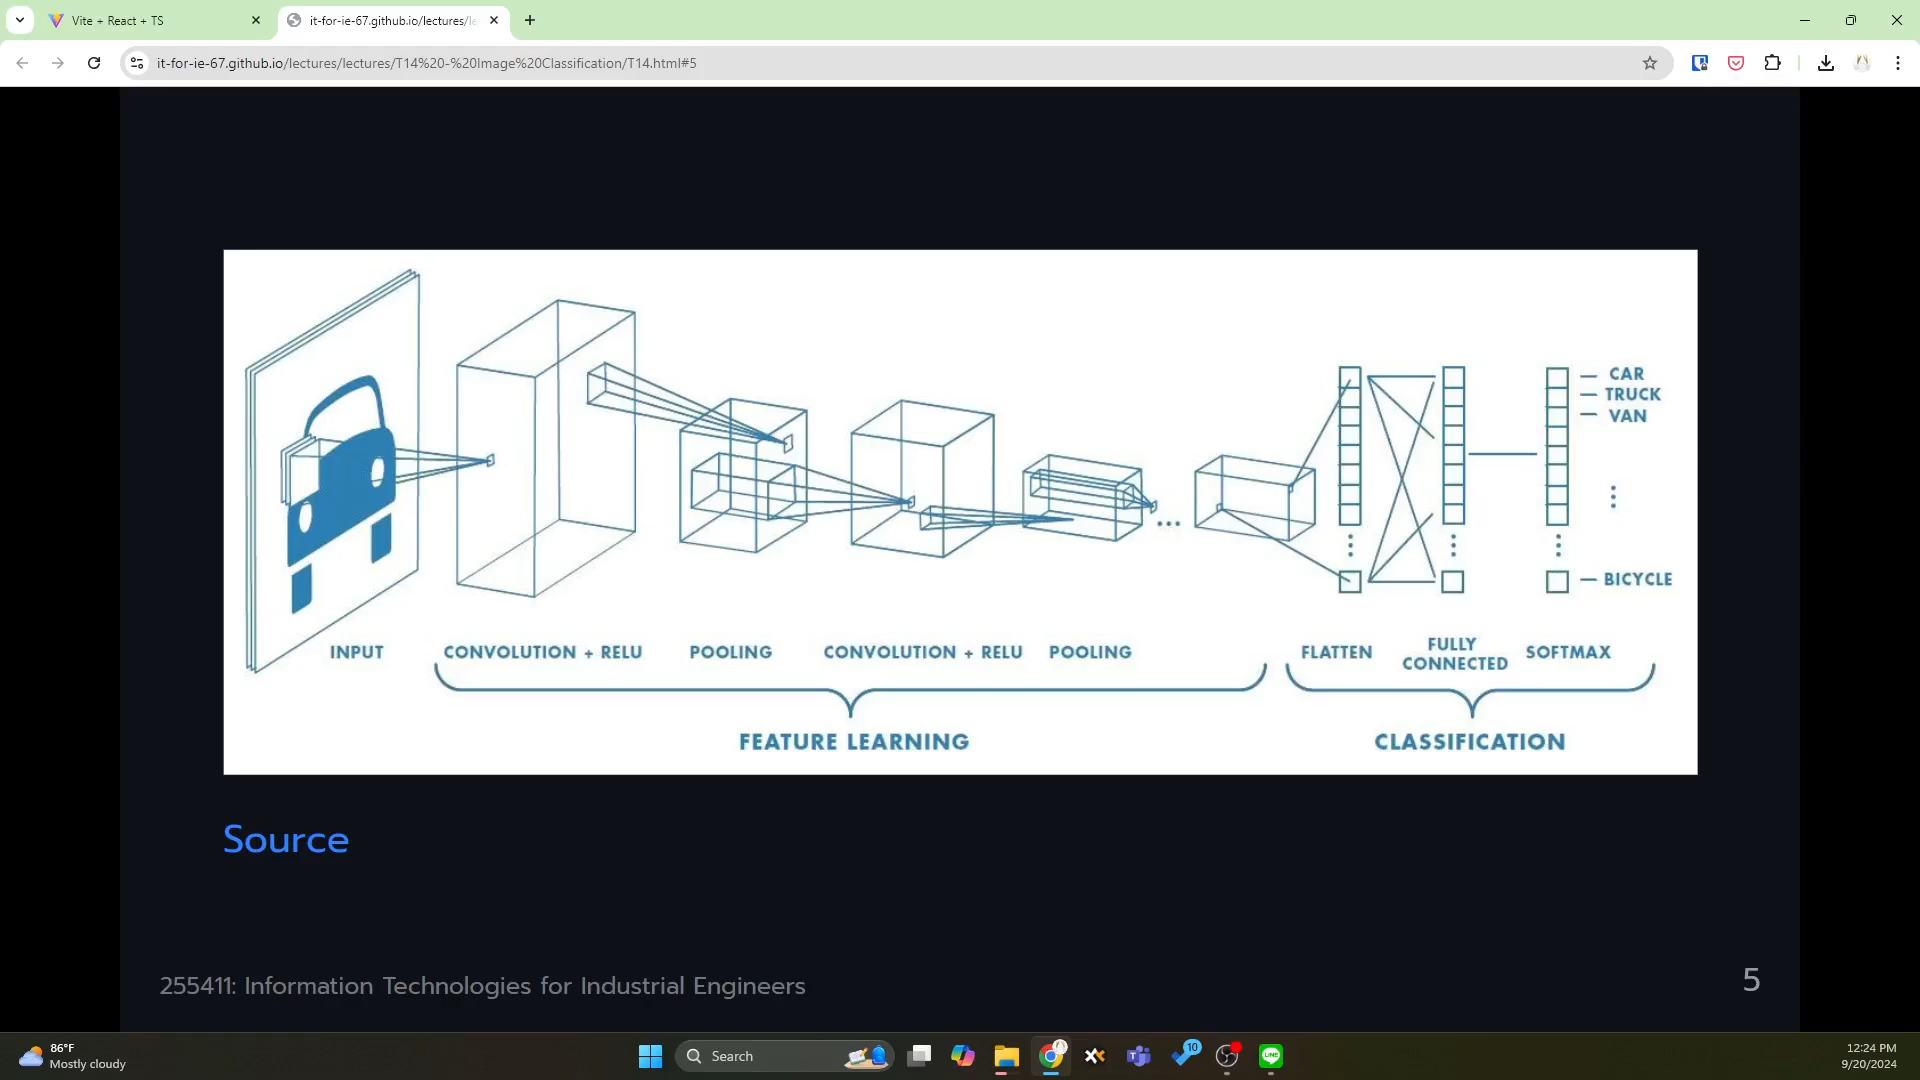 Vite + React + TS
it-for-ie-67.github.io/lectures/le
it-for-ie-67.github.io/lectures/lectures/T14%20-%20Image%20Classification/T14.html#5
CAR
TRUCK
VAN
BICYCLE
INPUT
CONVOLUTION + RELU
POOLING
CONVOLUTION + RELU
POOLING
FLATTEN
FULLY
CONNECTED
SOFTMAX
FEATURE LEARNING
CLASSIFICATION
Source
255411: Information Technologies for Industrial Engineers
5
86°F
Mostly cloudy
Search
10
LINE
12:24 PM
9/20/2024